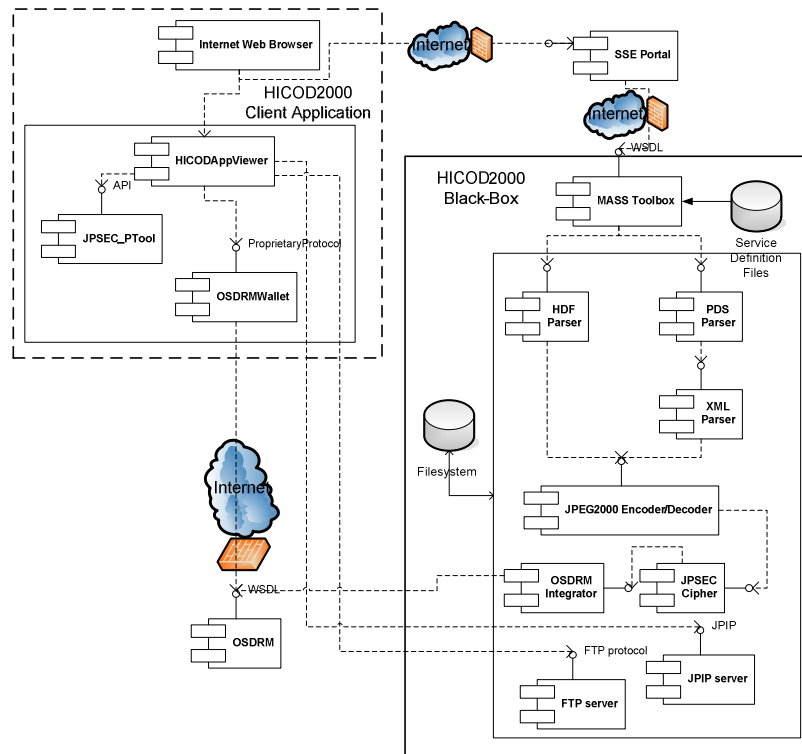 Internet Web Browser
Internet
SSE Portal
HICOD2000
Client Application
Internet
WSDL
HICODAppViewer
API
HICOD2000
Black-Box
MASS Toolbox
JPSEC_PTool
ProprietaryProtocol
Service
Definition
Files
OSDRMWallet
HDF
Parser
PDS
Parser
XML
Parser
Filesystem
Internet
JPEG2000 Encoder/Decoder
OSDRM
Integrator
JPSEC
Cipher
WSDL
OSDRM
JPIP
FTP protocol
JPIP server
FTP server